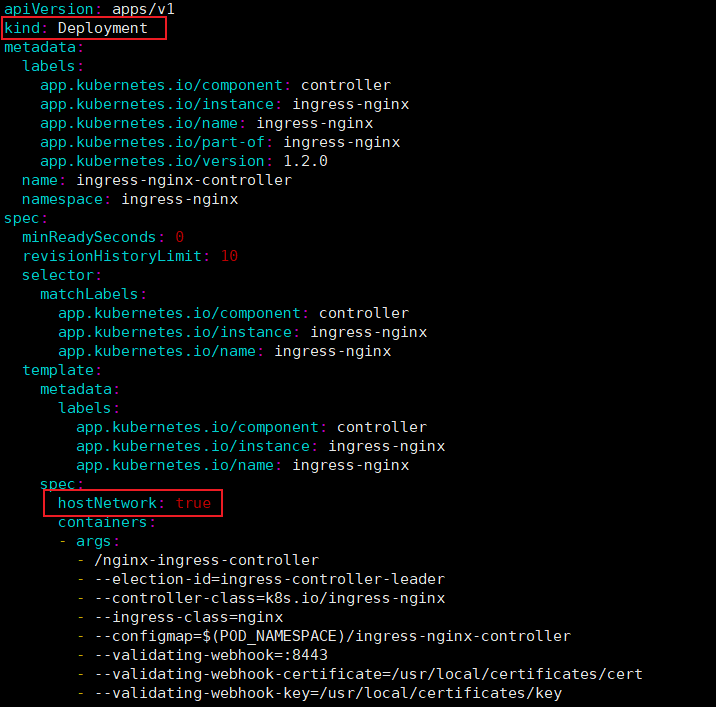 apiVersion: apps/v1
kind: Deployment
metadata:
  labels:
    app.kubernetes.io/component: controller
    app.kubernetes.io/instance: ingress-nginx
    app.kubernetes.io/name: ingress-nginx
    app.kubernetes.io/part-of: ingress-nginx
    app.kubernetes.io/version: 1.2.0
  name: ingress-nginx-controller
  namespace: ingress-nginx
spec:
  minReadySeconds: 0
  revisionHistoryLimit: 10
  selector:
    matchLabels:
      app.kubernetes.io/component: controller
      app.kubernetes.io/instance: ingress-nginx
      app.kubernetes.io/name: ingress-nginx
  template:
    metadata:
      labels:
        app.kubernetes.io/component: controller
        app.kubernetes.io/instance: ingress-nginx
        app.kubernetes.io/name: ingress-nginx
    spec:
      hostNetwork: true
      containers:
      - args:
        - /nginx-ingress-controller
        - --election-id=ingress-controller-leader
        - --controller-class=k8s.io/ingress-nginx
        - --ingress-class=nginx
        - --configmap=$(POD_NAMESPACE)/ingress-nginx-controller
        - --validating-webhook=:8443
        - --validating-webhook-certificate=/usr/local/certificates/cert
        - --validating-webhook-key=/usr/local/certificates/key